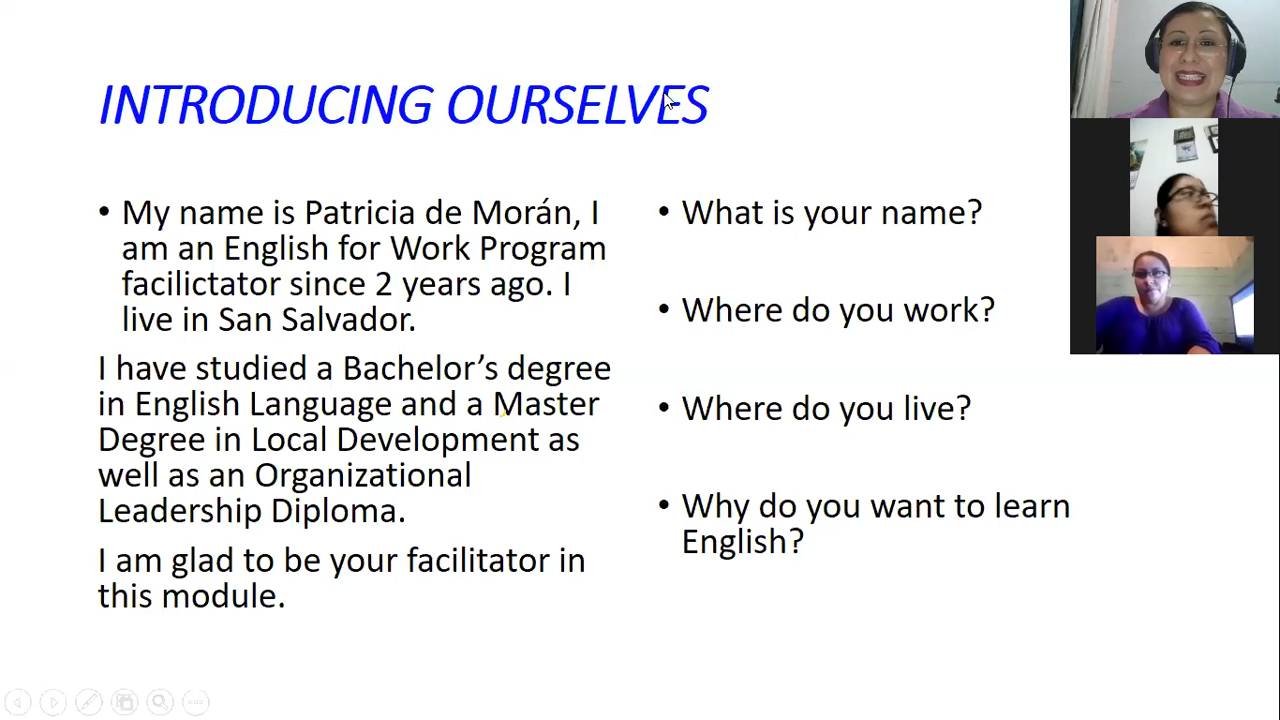 INTRODUCING OURSELVES
• My name is Patricia de Morán, I
am an English for Work Program
facilictator since 2 years ago. I
live in San Salvador.
I have studied a Bachelor’s degree
in English Language and a Master
Degree in Local Development as
well as an Organizational
Leadership Diploma.
I am glad to be your facilitator in
this module.
• What is your name?
• Where do you work?
• Where do you live?
• Why do you want to learn
English?